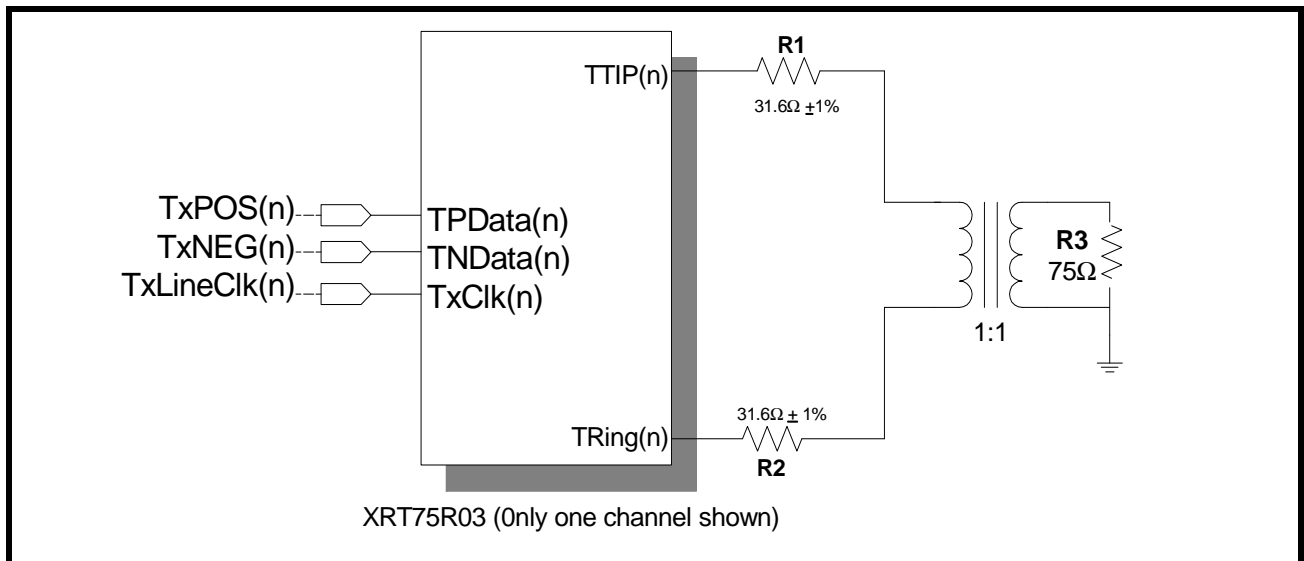 R1
TTIP(n)
31.6Ω ±1%
TxPOS(n)
TPData(n)
TxNEG(n)
TNData(n)
TxLineClk(n)
TxClk(n)
R3
75Ω
1:1
31.6Ω ± 1%
TRing(n)
R2
XRT75R03 (0nly one channel shown)